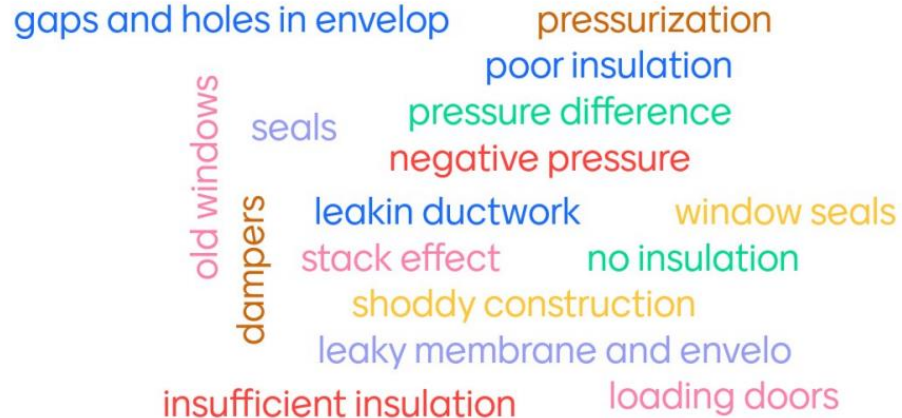 gaps and holes in envelop
pressurization
poor insulation
old windows
seals
pressure difference
negative pressure
dampers
leakin ductwork
window seals
stack effect
no insulation
shoddy construction
leaky membrane and envelo
insufficient insulation
loading doors